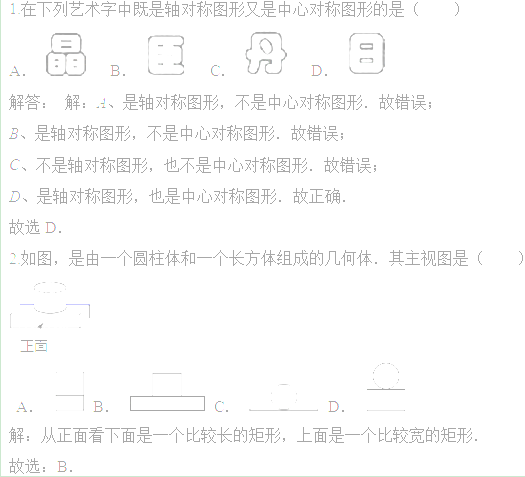 1.在下列艺术字中既是轴对称图形又是中心对称图形的是（　　）
A． 晶 B． 正 C． 丹 D． 日
解答： 解：A、是轴对称图形，不是中心对称图形．故错误；
B、是轴对称图形，不是中心对称图形．故错误；
C、不是轴对称图形，也不是中心对称图形．故错误；
D、是轴对称图形，也是中心对称图形．故正确．
故选 D．
2.如图，是由一个圆柱体和一个长方体组成的几何体．其主视图是（　　）
正面
A． B． C． D．
解：从正面看下面是一个比较长的矩形，上面是一个比较宽的矩形．
故选：B．